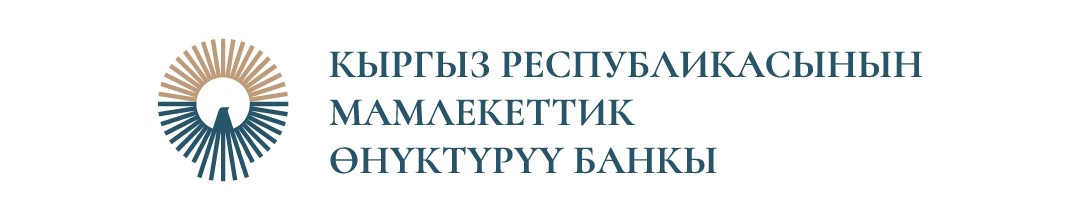 КЫРГЫЗ РЕСПУБЛИКАСЫНЫН
МАМЛЕКЕТТИК
ӨНҮКТҮРҮҮ БАНКЫ